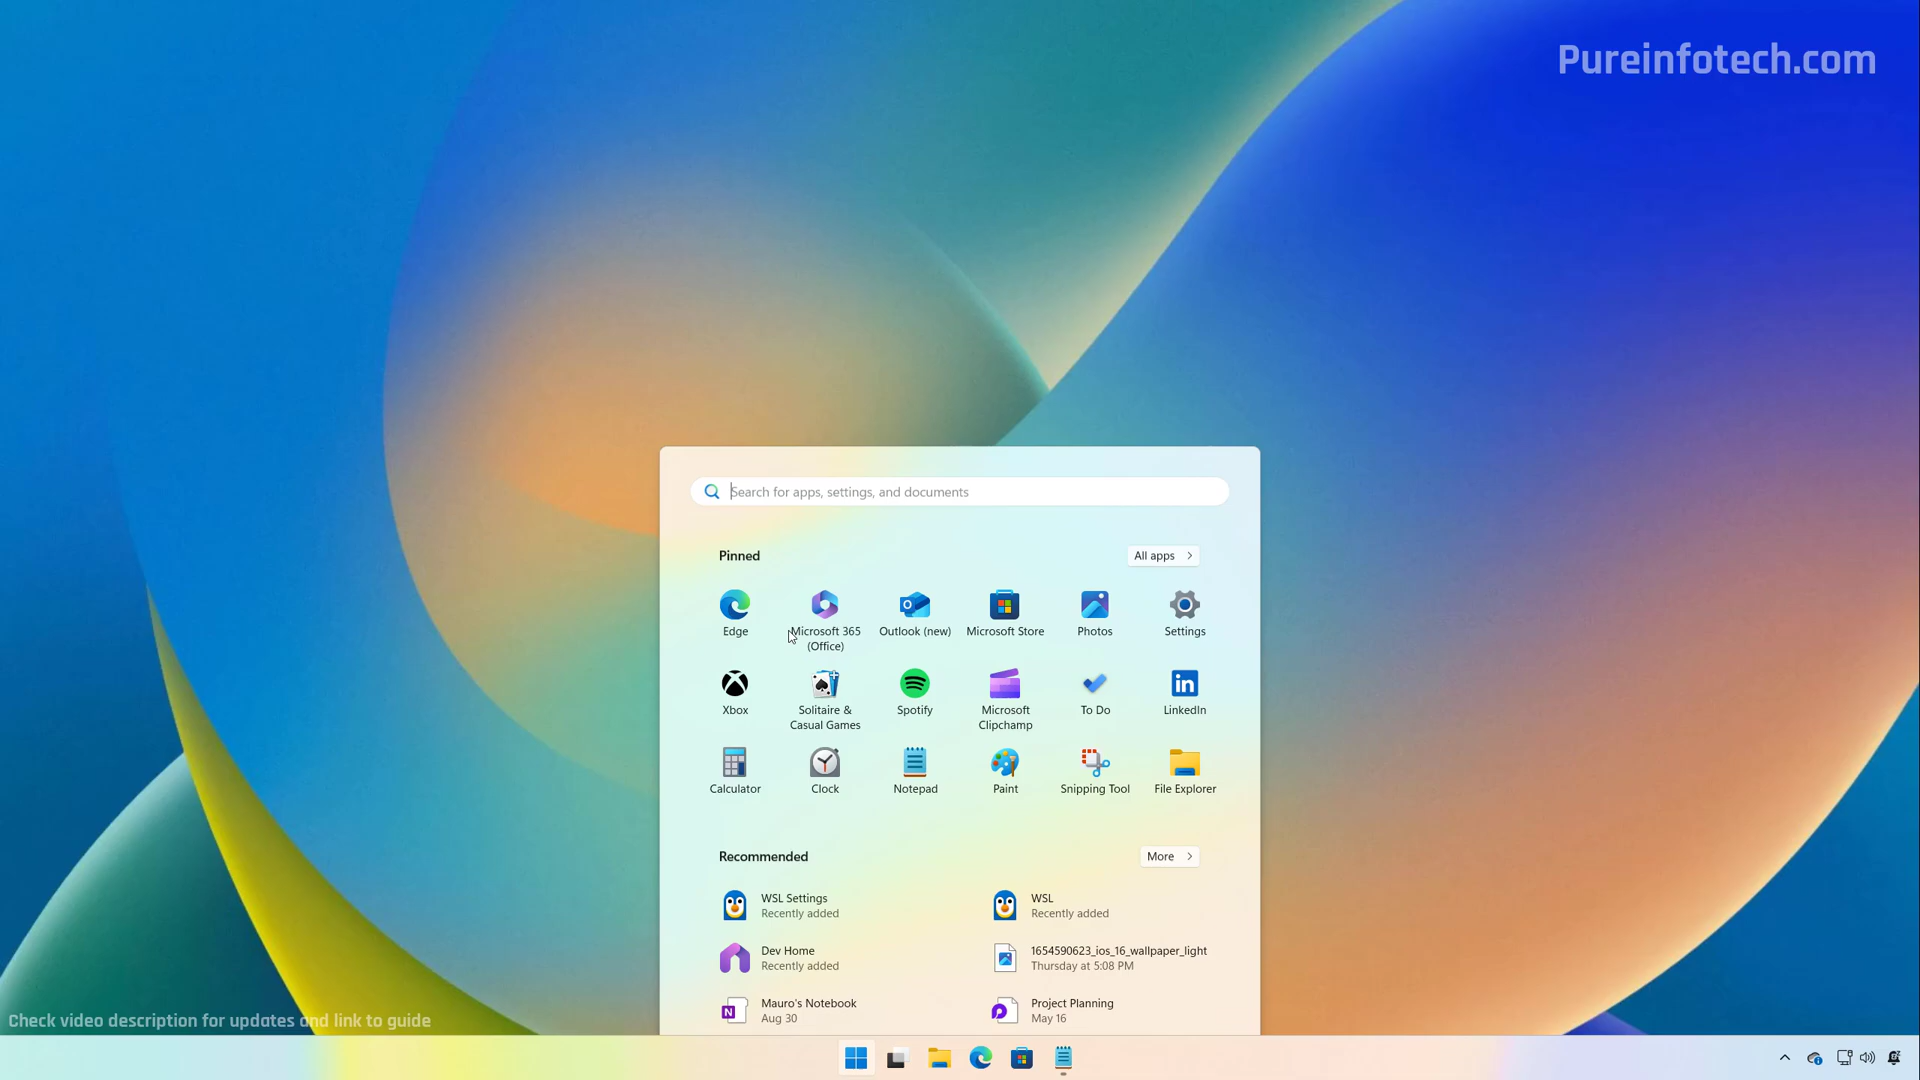 Pureinfotech.com
Search for apps, settings, and documents
Pinned
All apps
Edge
Microsoft 365
(Office)
Outlook (new)
Microsoft Store
Photos
Settings
Xbox
Solitaire &
Casual Games
Spotify
Microsoft
Clipchamp
To Do
LinkedIn
Calculator
Clock
Notepad
Paint
Snipping Tool
File Explorer
Recommended
More
WSL Settings
Recently added
WSL
Recently added
Dev Home
Recently added
1654590623_ios_16_wallpaper_light
Thursday at 5:08 PM
Mauro's Notebook
Aug 30
Project Planning
May 16
Check video description for updates and link to guide